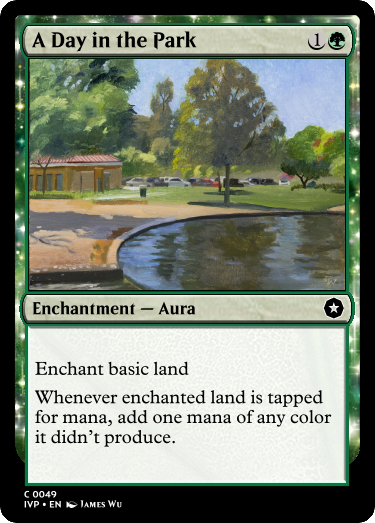 A Day in the Park 1
Enchantment — Aura
Enchant basic land
Whenever enchanted land is tapped
for mana, add one mana of any color
it didn't produce.
C 0049
IVP • EN James Wu